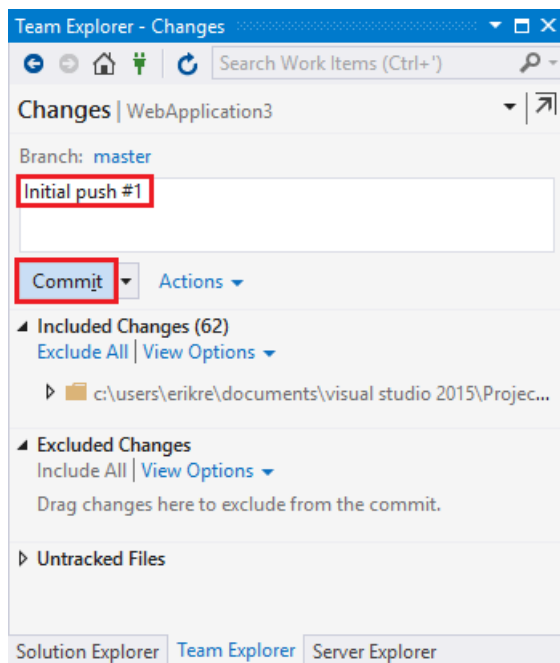 Team Explorer - Changes
Search Work Items (Ctrl+')
Changes | WebApplication3
Branch: master
Initial push #1
Commit Actions
Included Changes (62)
Exclude All | View Options
c:\users\erikre\documents\visual studio 2015\Projec...
Excluded Changes
Include All | View Options
Drag changes here to exclude from the commit.
Untracked Files
Solution Explorer Team Explorer Server Explorer